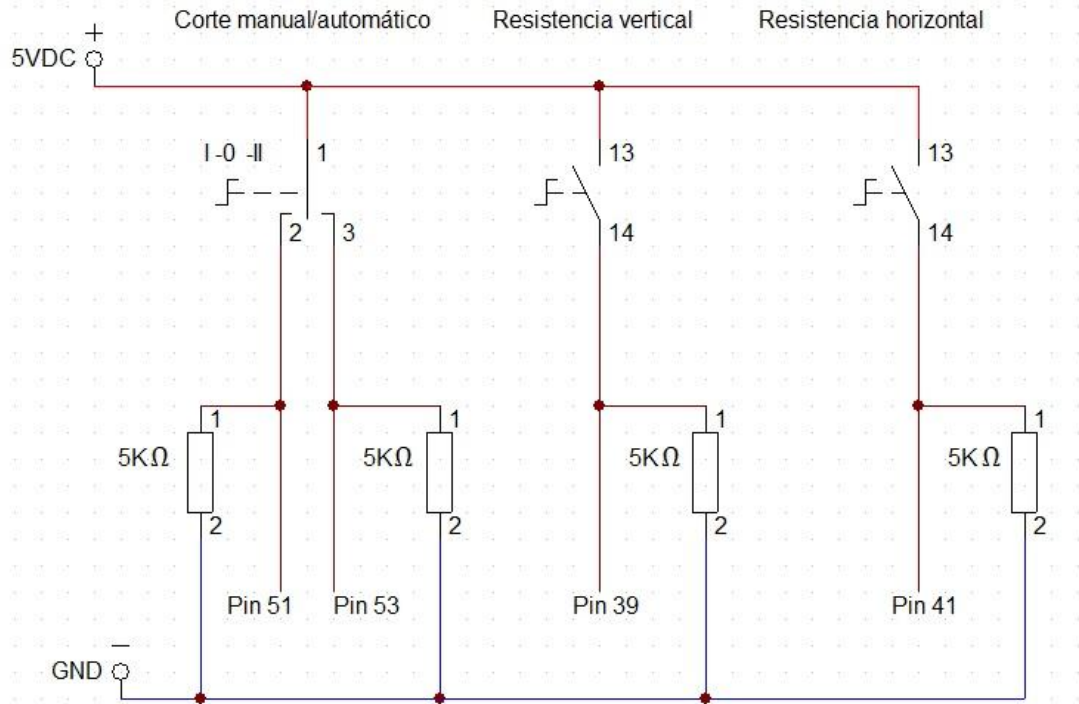 Corte manual/automático
Resistencia vertical
Resistencia horizontal
+
5VDC
I -0 -II
1
13
13
2
3
14
14
1
1
1
1
5KΩ
5KΩ
5KΩ
5KΩ
2
2
2
2
Pin 51
Pin 53
Pin 39
Pin 41
−
GND